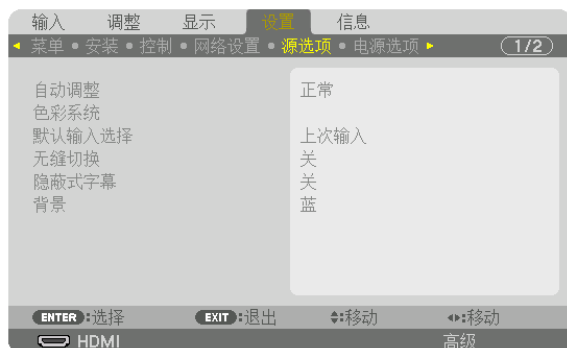 输入 调整 显示 设置 信息
◂ 菜单 • 安装 • 控制 • 网络设置 • 源选项 • 电源选项 ▸ 1/2
自动调整 正常
色彩系统
默认输入选择 上次输入
无缝切换 关
隐蔽式字幕 关
背景 蓝
ENTER:选择 EXIT:退出 ♦:移动 ◂▸:移动
HDMI 高级